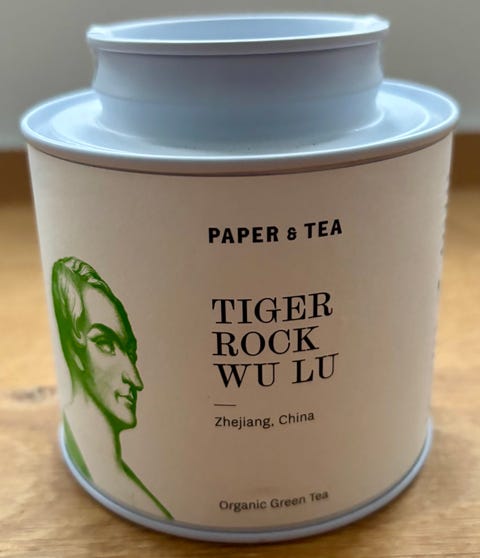 PAPER & TEA
TIGER
ROCK
WU LU
Zhejiang, China
Organic Green Tea